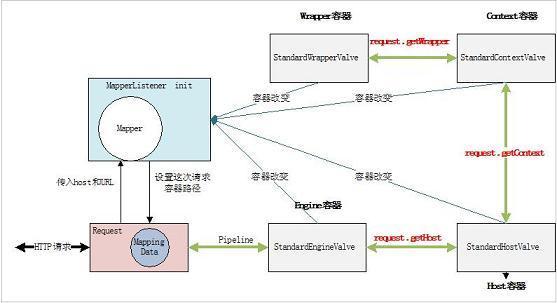 Wrapper容器
Context容器
StandardWrapperValve
request.getWrapper
StandardContextValve
MapperListener init
Mapper
容器改变
容器改变
request.getContext
传入host和URL
设置这次请求
容器路径
容器改变
容器改变
Engine容器
Request
Mapping
Data
HTTP请求
Pipeline
StandardEngineValve
request.getHost
StandardHostValve
Host容器